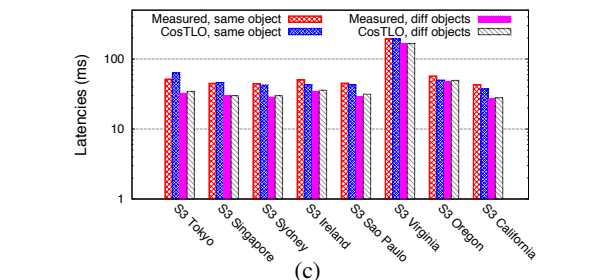 Measured, same object
CosTLO, same object
Measured, diff objects
CosTLO, diff objects
Latencies (ms)
100
10
1
S3 Tokyo
S3 Singapore
S3 Sydney
S3 Ireland
S3 Sao Paulo
S3 Virginia
S3 Oregon
S3 California
(c)